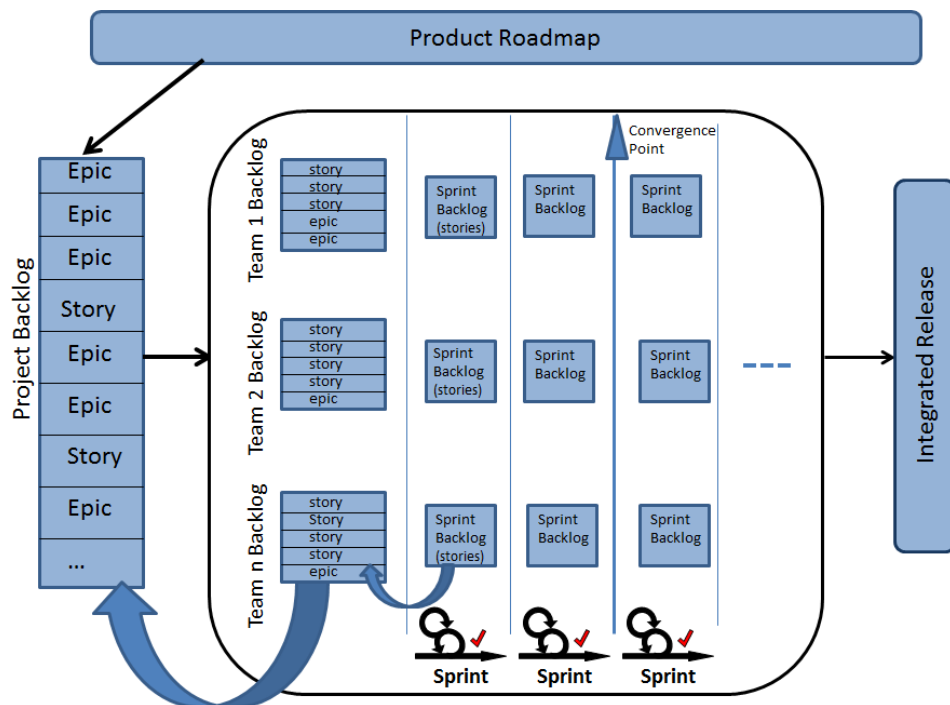 Product Roadmap
Project Backlog
Epic
Epic
Epic
Story
Epic
Epic
Story
Epic
...
Team 1 Backlog
story
story
story
epic
epic
Sprint
Backlog
(stories)
Sprint
Backlog
Convergence
Point
Sprint
Backlog
Team 2 Backlog
story
story
story
story
epic
Sprint
Backlog
(stories)
Sprint
Backlog
Sprint
Backlog
Team n Backlog
story
Story
story
story
epic
Sprint
Backlog
(stories)
Sprint
Backlog
Sprint
Backlog
Sprint
Sprint
Sprint
Integrated Release